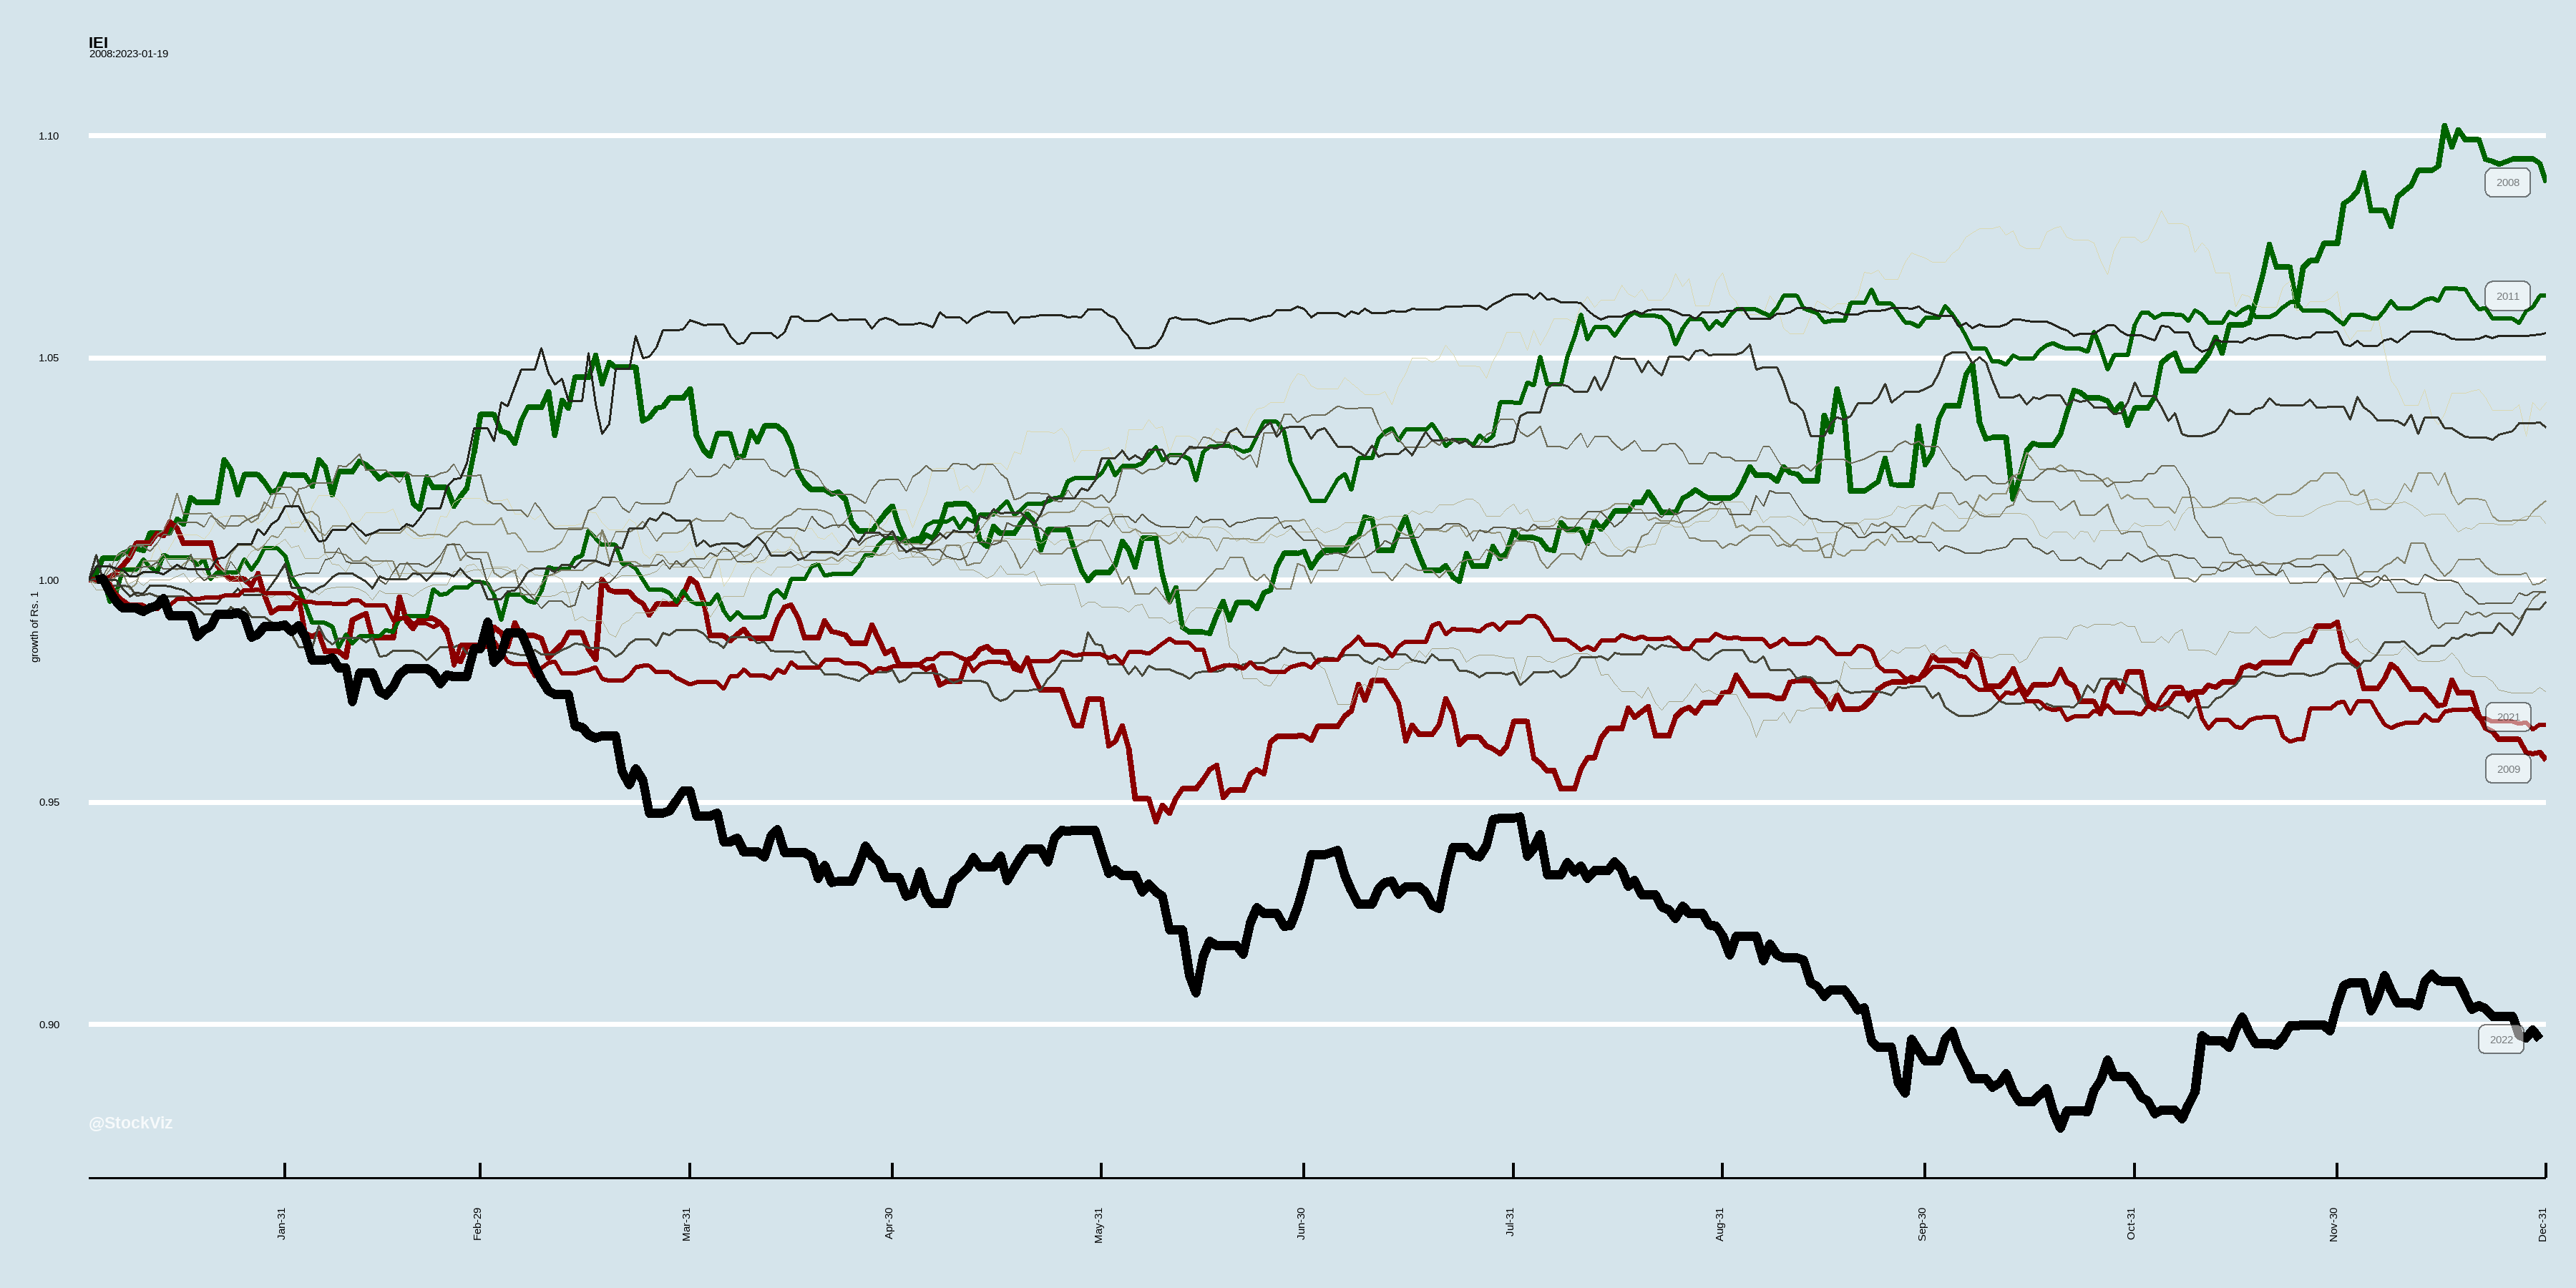 IEI
2008:2023-01-19
1.10
1.05
1.00
0.95
0.90
growth of Rs. 1
2008
2011
2021
2009
2022
@StockViz
Jan-31
Feb-29
Mar-31
Apr-30
May-31
Jun-30
Jul-31
Aug-31
Sep-30
Oct-31
Nov-30
Dec-31